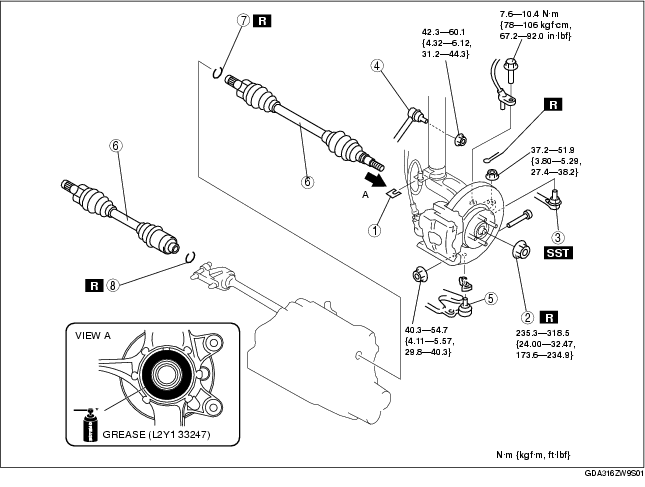 7.6—10.4 N·m
{78—106 kgf·cm,
67.2—92.0 in·lbf}
7 R
42.3—60.1
{4.32—6.12,
31.2—44.3}
4
R
37.2—51.9
{3.80—5.29,
27.4—38.2}
6
6
A
1
3
SST
R 8
5
2 R
40.3—54.7
{4.11—5.57,
29.8—40.3}
235.3—318.5
{24.00—32.47,
173.6—234.9}
VIEW A
GREASE (L2Y1 33247)
N·m {kgf·m, ft·lbf}
GDA316ZW9S01